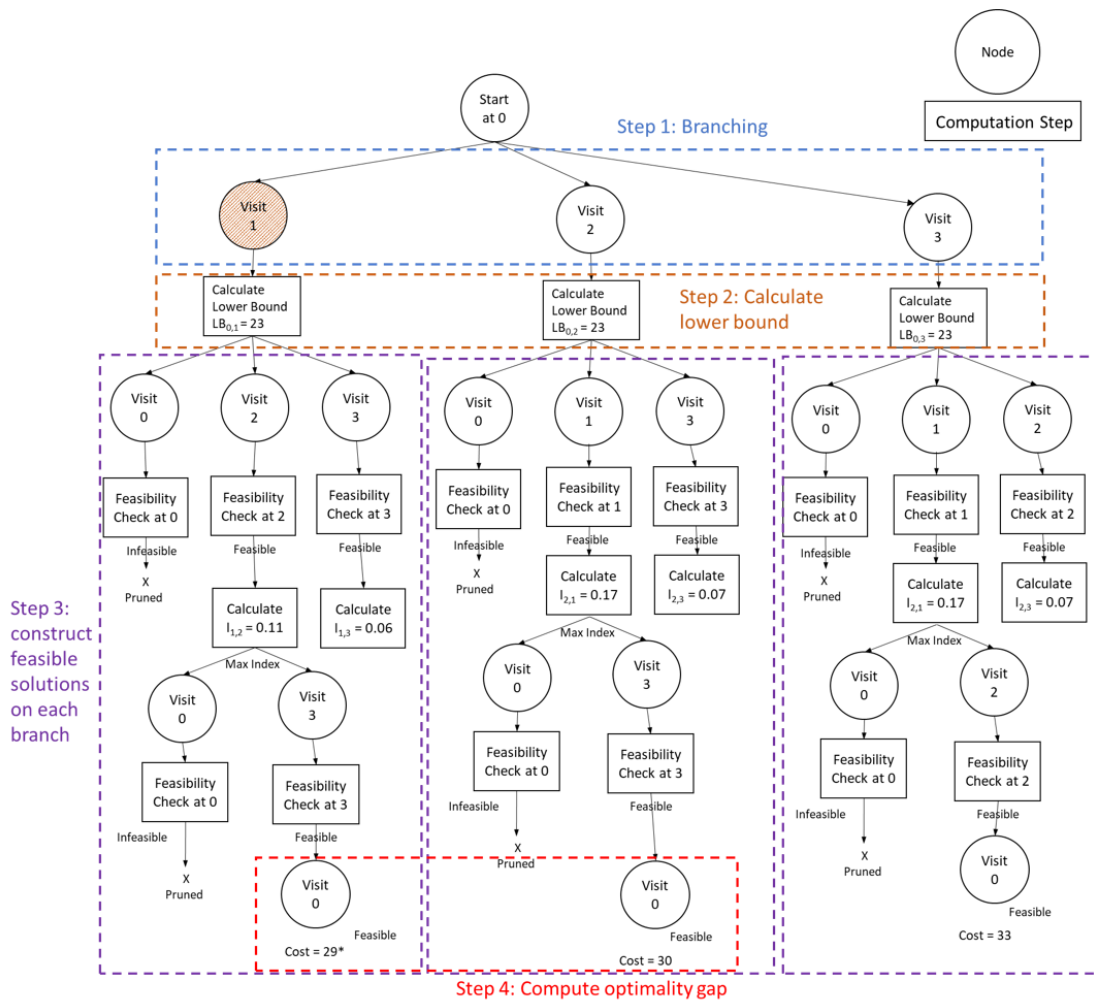 Node
Computation Step
Start
at 0
Step 1: Branching
Visit
1
Visit
2
Visit
3
Calculate
Lower Bound
LB0,1 = 23
Calculate
Lower Bound
LB0,2 = 23
Step 2: Calculate
lower bound
Calculate
Lower Bound
LB0,3 = 23
Step 3:
construct
feasible
solutions
on each
branch
Visit
0
Visit
2
Visit
3
Feasibility
Check at 0
Feasibility
Check at 2
Feasibility
Check at 3
Infeasible
Feasible
Feasible
X
Pruned
Calculate
I1,2 = 0.11
Calculate
I1,3 = 0.06
Max Index
Visit
0
Visit
3
Feasibility
Check at 0
Feasibility
Check at 3
Infeasible
Feasible
X
Pruned
Visit
0
Feasible
Cost = 29*
Visit
0
Visit
1
Visit
3
Feasibility
Check at 0
Feasibility
Check at 1
Feasibility
Check at 3
Infeasible
Feasible
Feasible
X
Pruned
Calculate
I2,1 = 0.17
Calculate
I2,3 = 0.07
Max Index
Visit
0
Visit
3
Feasibility
Check at 0
Feasibility
Check at 3
Infeasible
Feasible
X
Pruned
Visit
0
Feasible
Cost = 30
Visit
0
Visit
1
Visit
2
Feasibility
Check at 0
Feasibility
Check at 1
Feasibility
Check at 2
Infeasible
Feasible
Feasible
X
Pruned
Calculate
I2,1 = 0.17
Calculate
I2,3 = 0.07
Max Index
Visit
0
Visit
2
Feasibility
Check at 0
Feasibility
Check at 2
Infeasible
Feasible
X
Pruned
Visit
0
Feasible
Cost = 33
Step 4: Compute optimality gap